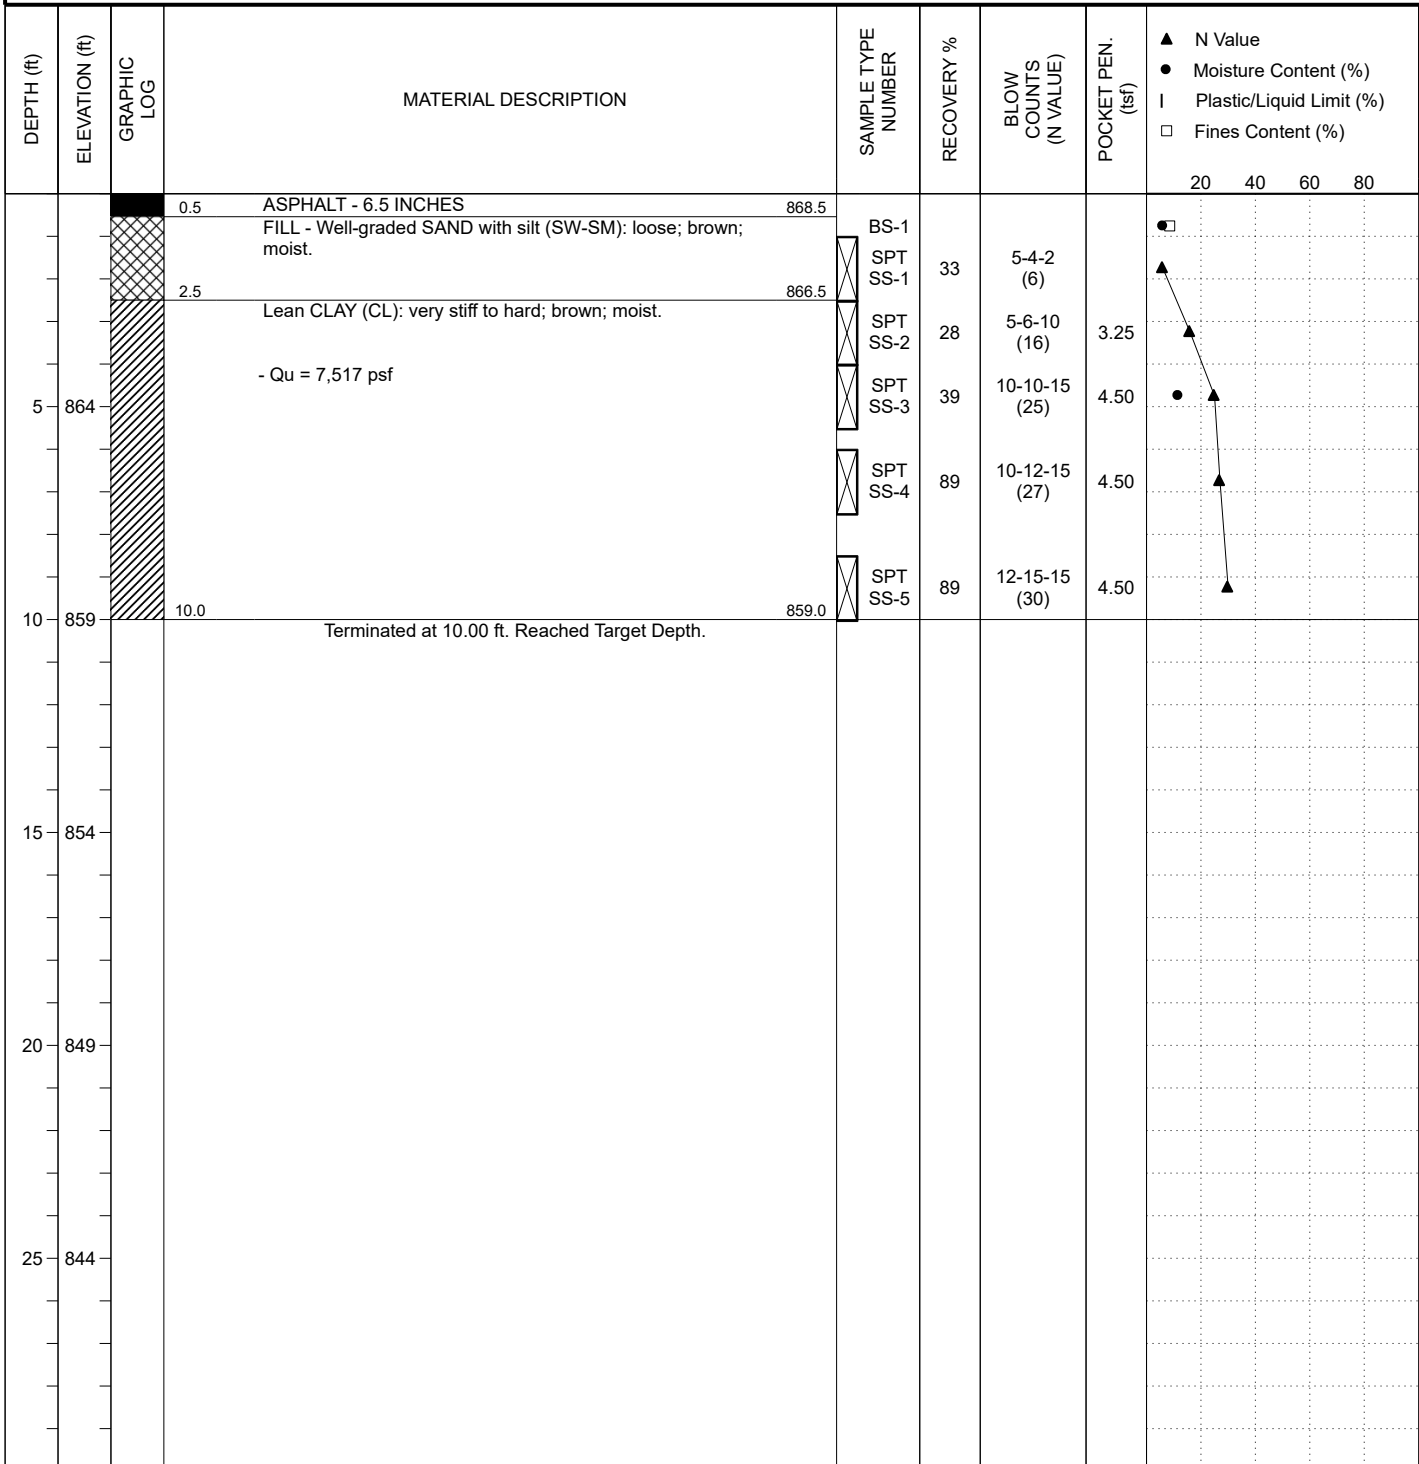 DEPTH (ft)
ELEVATION (ft)
GRAPHIC
LOG
MATERIAL DESCRIPTION
SAMPLE TYPE
NUMBER
RECOVERY %
BLOW
COUNTS
(N VALUE)
POCKET PEN.
(tsf)
▲ N Value
● Moisture Content (%)
| Plastic/Liquid Limit (%)
□ Fines Content (%)
20 40 60 80
0.5 ASPHALT - 6.5 INCHES 868.5
FILL - Well-graded SAND with silt (SW-SM): loose; brown;
moist.
BS-1
SPT
SS-1
33
5-4-2
(6)
2.5 866.5
Lean CLAY (CL): very stiff to hard; brown; moist.
SPT
SS-2
28
5-6-10
(16)
3.25
- Qu = 7,517 psf
5 864
SPT
SS-3
39
10-10-15
(25)
4.50
SPT
SS-4
89
10-12-15
(27)
4.50
SPT
SS-5
89
12-15-15
(30)
4.50
10.0 859.0
10 859
Terminated at 10.00 ft. Reached Target Depth.
15 854
20 849
25 844